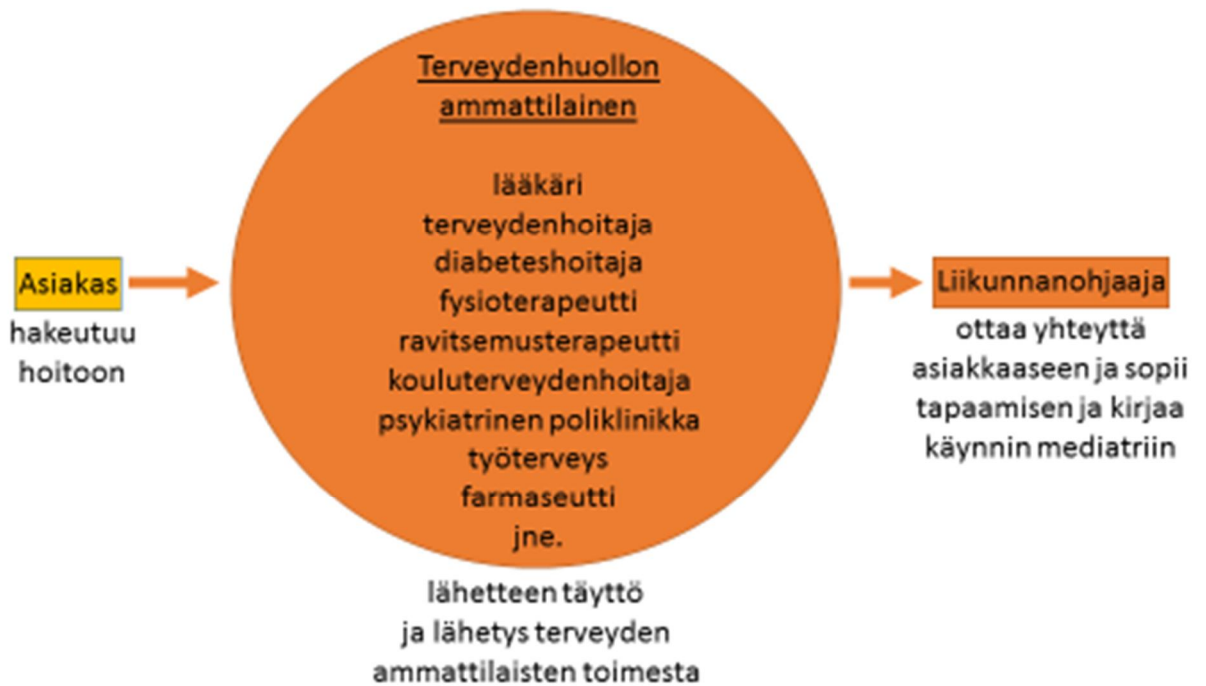 Asiakas
hakeutuu
hoitoon
Terveydenhuollon
ammattilainen
lääkäri
terveydenhoitaja
diabeteshoitaja
fysioterapeutti
ravitsemusterapeutti
kouluterveydenhoitaja
psykiatrinen poliklinikka
työterveys
farmaseutti
jne.
lähetteen täyttö
ja lähetys terveyden
ammattilaisten toimesta
Liikunnanohjaaja
ottaa yhteyttä
asiakkaaseen ja sopii
tapaamisen ja kirjaa
käynnin mediatriin